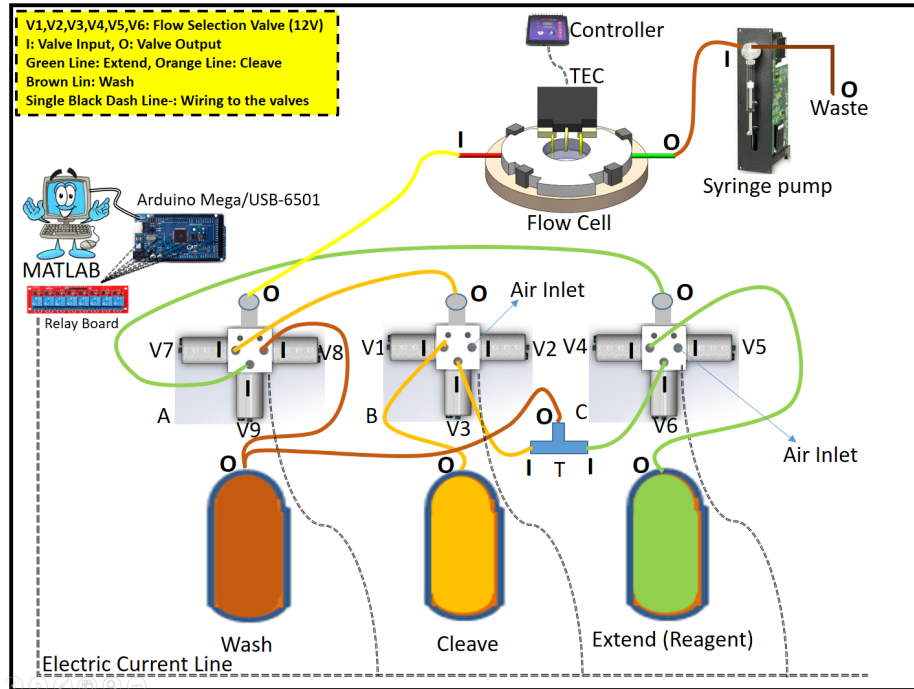 V1,V2,V3,V4,V5,V6: Flow Selection Valve (12V)
I: Valve Input, O: Valve Output
Green Line: Extend, Orange Line: Cleave
Brown Lin: Wash
Single Black Dash Line-: Wiring to the valves
Controller
TEC
I
O
Flow Cell
I
O
Waste
Syringe pump
Arduino Mega/USB-6501
MATLAB
Relay Board
O
O
Air Inlet
O
V7
I
V8
I
V9
A
V1
I
I
V2
I
V3
B
V4
I
I
V5
I
V6
C
Air Inlet
O
I
T
I
O
O
O
Wash
Cleave
Extend (Reagent)
Electric Current Line